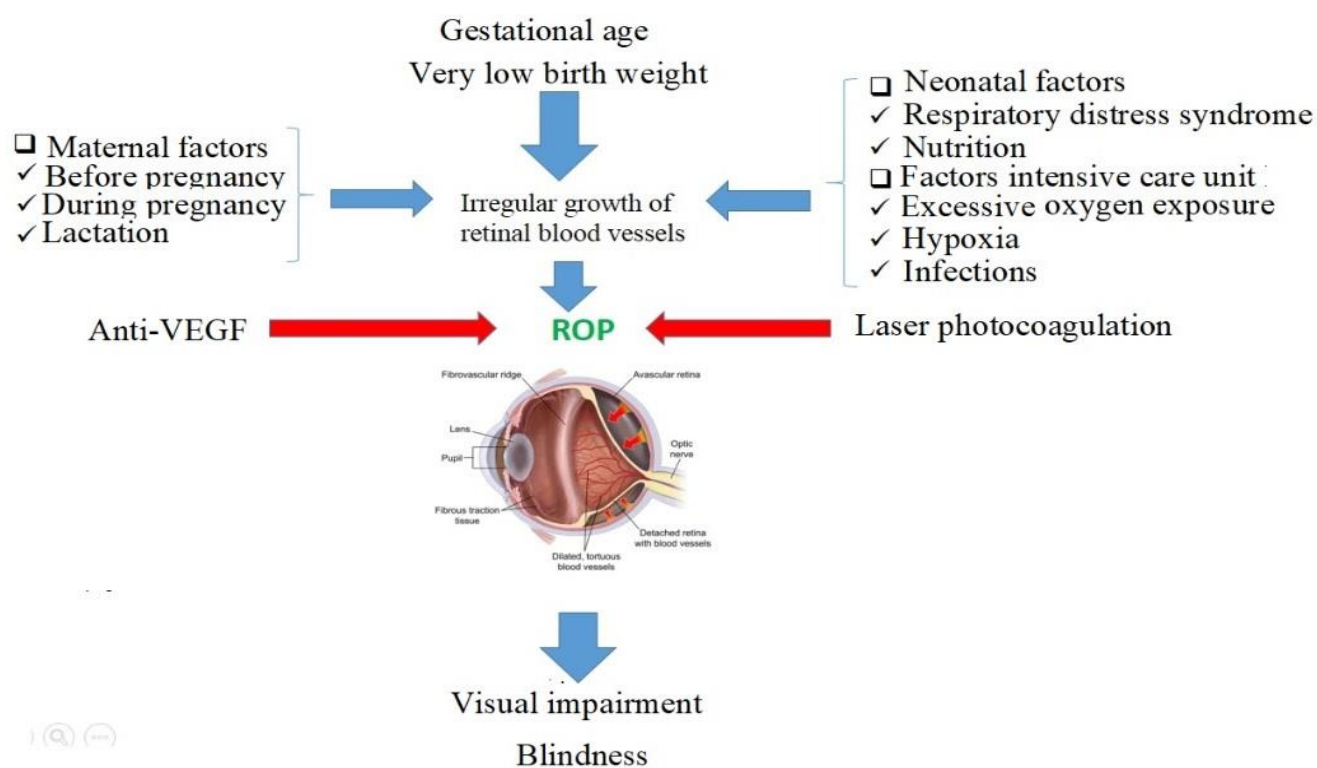 Gestational age
Very low birth weight
❑ Maternal factors
✓ Before pregnancy
✓ During pregnancy
✓ Lactation
❑ Neonatal factors
✓ Respiratory distress syndrome
✓ Nutrition
❑ Factors intensive care unit
✓ Excessive oxygen exposure
✓ Hypoxia
✓ Infections
Irregular growth of
retinal blood vessels
Anti-VEGF
ROP
Laser photocoagulation
Fibrovascular ridge
Avascular retina
Lens
Pupil
Optic
nerve
Fibrous traction
tissue
Dilated, tortuous
blood vessels
Detached retina
with blood vessels
Visual impairment
Blindness